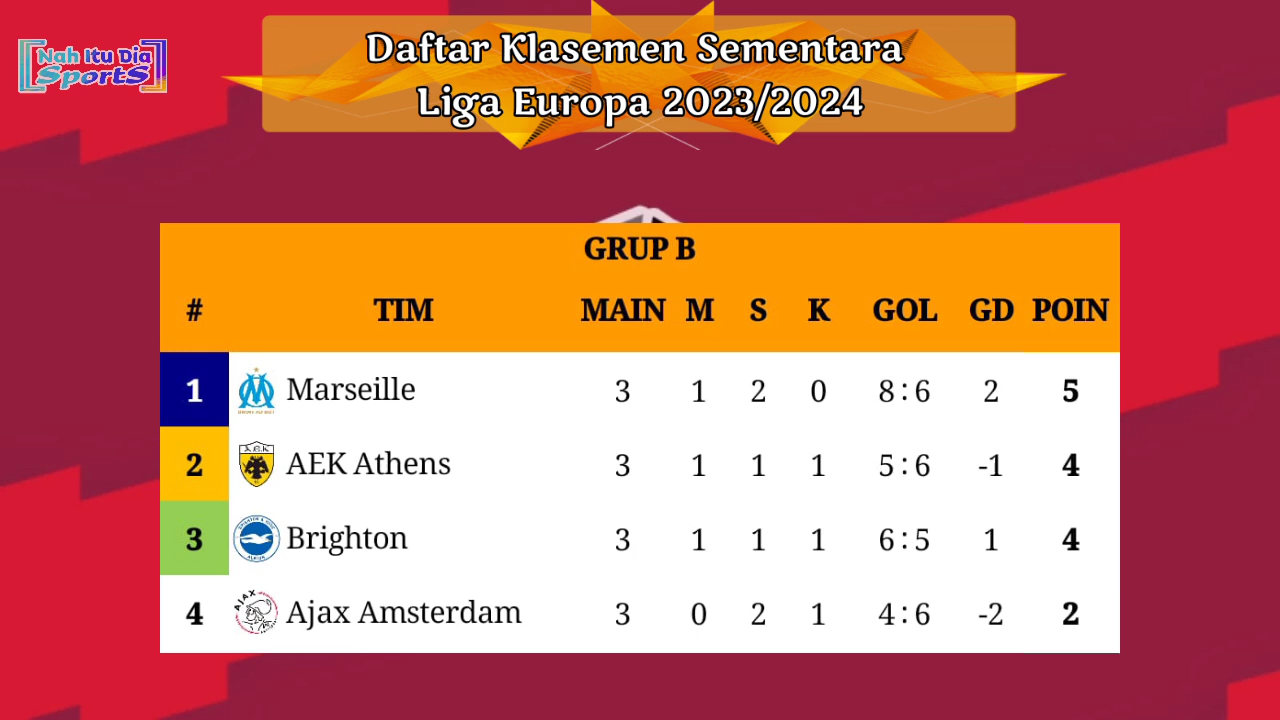 Nah Itu Dia
Sports
Daftar Klasemen Sementara
Liga Europa 2023/2024
GRUP B
# TIM MAIN M S K GOL GD POIN
1 Marseille 3 1 2 0 8 : 6 2 5
2 AEK Athens 3 1 1 1 5 : 6 -1 4
3 Brighton 3 1 1 1 6 : 5 1 4
4 Ajax Amsterdam 3 0 2 1 4 : 6 -2 2